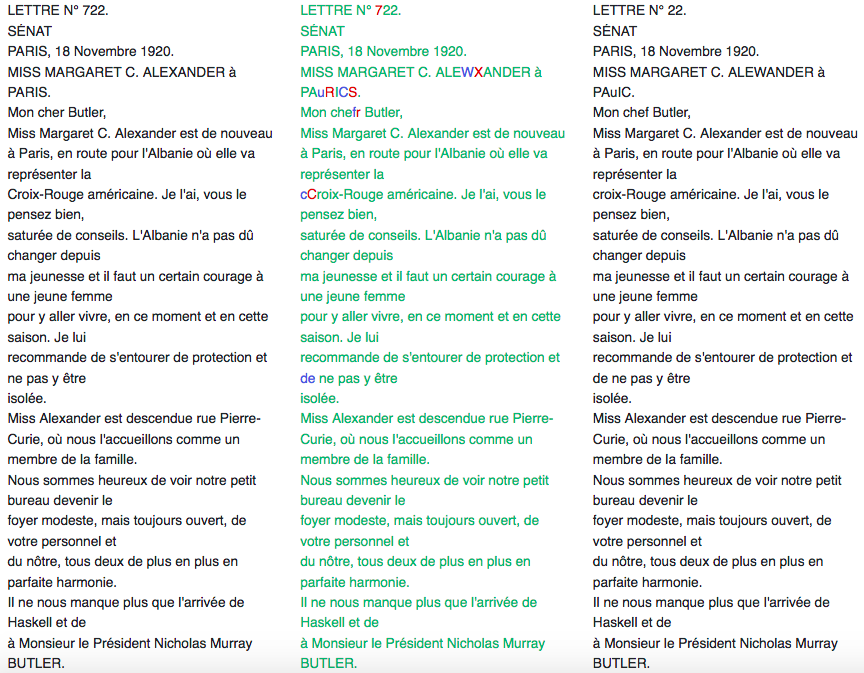 LETTRE N° 722.
SÉNAT
PARIS, 18 Novembre 1920.
MISS MARGARET C. ALEXANDER à
PARIS.
Mon cher Butler,
Miss Margaret C. Alexander est de nouveau
à Paris, en route pour l'Albanie où elle va
représenter la
Croix-Rouge américaine. Je l'ai, vous le
pensez bien,
saturée de conseils. L'Albanie n'a pas dû
changer depuis
ma jeunesse et il faut un certain courage à
une jeune femme
pour y aller vivre, en ce moment et en cette
saison. Je lui
recommande de s'entourer de protection et
ne pas y être
isolée.
Miss Alexander est descendue rue Pierre-
Curie, où nous l'accueillons comme un
membre de la famille.
Nous sommes heureux de voir notre petit
bureau devenir le
foyer modeste, mais toujours ouvert, de
votre personnel et
du nôtre, tous deux de plus en plus en
parfaite harmonie.
Il ne nous manque plus que l'arrivée de
Haskell et de
à Monsieur le Président Nicholas Murray
BUTLER.
LETTRE N° 722.
SÉNAT
PARIS, 18 Novembre 1920.
MISS MARGARET C. ALEWXANDER à
PAuRICS.
Mon chefr Butler,
Miss Margaret C. Alexander est de nouveau
à Paris, en route pour l'Albanie où elle va
représenter la
cCroix-Rouge américaine. Je l'ai, vous le
pensez bien,
saturée de conseils. L'Albanie n'a pas dû
changer depuis
ma jeunesse et il faut un certain courage à
une jeune femme
pour y aller vivre, en ce moment et en cette
saison. Je lui
recommande de s'entourer de protection et
de ne pas y être
isolée.
Miss Alexander est descendue rue Pierre-
Curie, où nous l'accueillons comme un
membre de la famille.
Nous sommes heureux de voir notre petit
bureau devenir le
foyer modeste, mais toujours ouvert, de
votre personnel et
du nôtre, tous deux de plus en plus en
parfaite harmonie.
Il ne nous manque plus que l'arrivée de
Haskell et de
à Monsieur le Président Nicholas Murray
BUTLER.
LETTRE N° 22.
SÉNAT
PARIS, 18 Novembre 1920.
MISS MARGARET C. ALEWANDER à
PAuIC.
Mon chef Butler,
Miss Margaret C. Alexander est de nouveau
à Paris, en route pour l'Albanie où elle va
représenter la
croix-Rouge américaine. Je l'ai, vous le
pensez bien,
saturée de conseils. L'Albanie n'a pas dû
changer depuis
ma jeunesse et il faut un certain courage à
une jeune femme
pour y aller vivre, en ce moment et en cette
saison. Je lui
recommande de s'entourer de protection et
de ne pas y être
isolée.
Miss Alexander est descendue rue Pierre-
Curie, où nous l'accueillons comme un
membre de la famille.
Nous sommes heureux de voir notre petit
bureau devenir le
foyer modeste, mais toujours ouvert, de
votre personnel et
du nôtre, tous deux de plus en plus en
parfaite harmonie.
Il ne nous manque plus que l'arrivée de
Haskell et de
à Monsieur le Président Nicholas Murray
BUTLER.